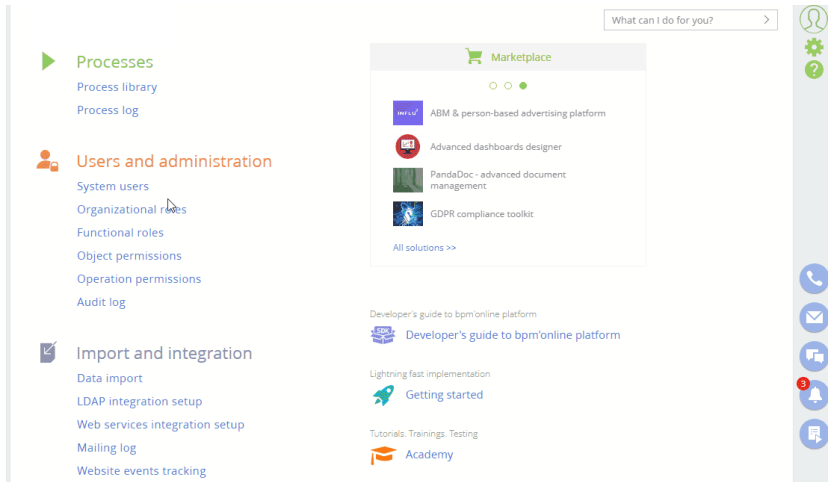 What can I do for you?
Processes
Process library
Process log
Users and administration
System users
Organizational roles
Functional roles
Object permissions
Operation permissions
Audit log
Import and integration
Data import
LDAP integration setup
Web services integration setup
Mailing log
Website events tracking
Marketplace
INFLU2
ABM & person-based advertising platform
Advanced dashboards designer
PandaDoc - advanced document
management
GDPR compliance toolkit
All solutions >>
Developer's guide to bpm'online platform
SDK
Developer's guide to bpm'online platform
Lightning fast implementation
Getting started
Tutorials. Trainings. Testing
Academy
?
3